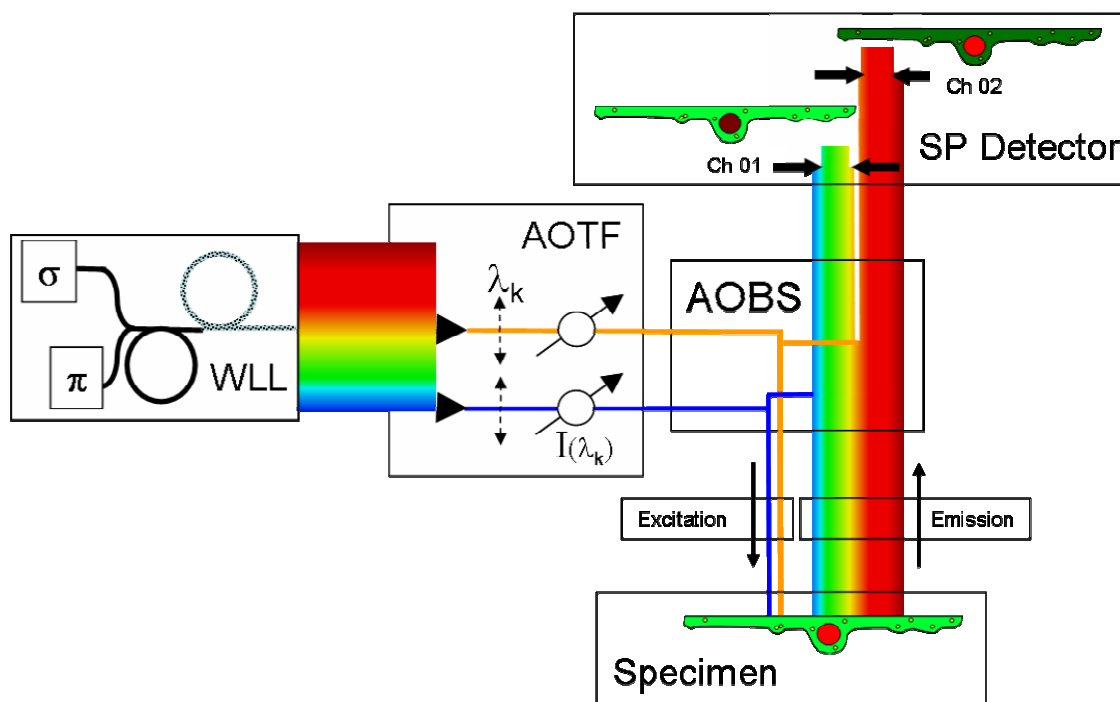 Ch 02
Ch 01
SP Detector
AOTF
λk
σ
π
WLL
I(λk)
AOBS
Excitation
Emission
Specimen